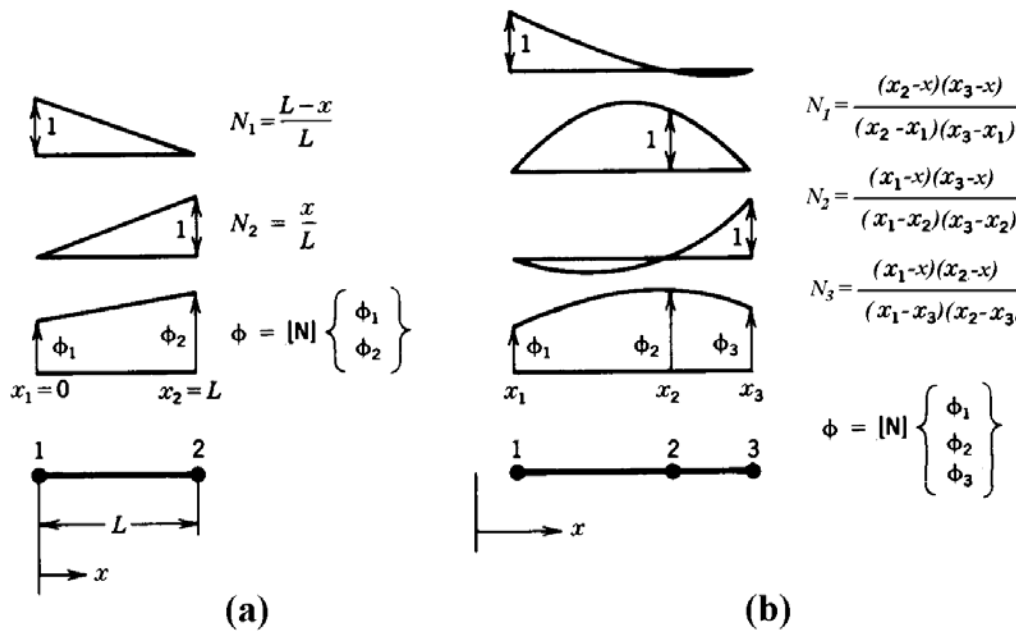 1
N₁ = (L − x) / L
1
N₂ = x / L
ϕ₁
ϕ₂
ϕ = [N] { ϕ₁ ϕ₂ }
x₁ = 0
x₂ = L
1
2
L
x
(a)
1
N₁ = (x₂-x)(x₃-x) / (x₂-x₁)(x₃-x₁)
1
N₂ = (x₁-x)(x₃-x) / (x₁-x₂)(x₃-x₂)
1
N₃ = (x₁-x)(x₂-x) / (x₁-x₃)(x₂-x₃
ϕ₁
ϕ₂
ϕ₃
x₁
x₂
x₃
ϕ = [N] { ϕ₁ ϕ₂ ϕ₃ }
1
2
3
x
(b)